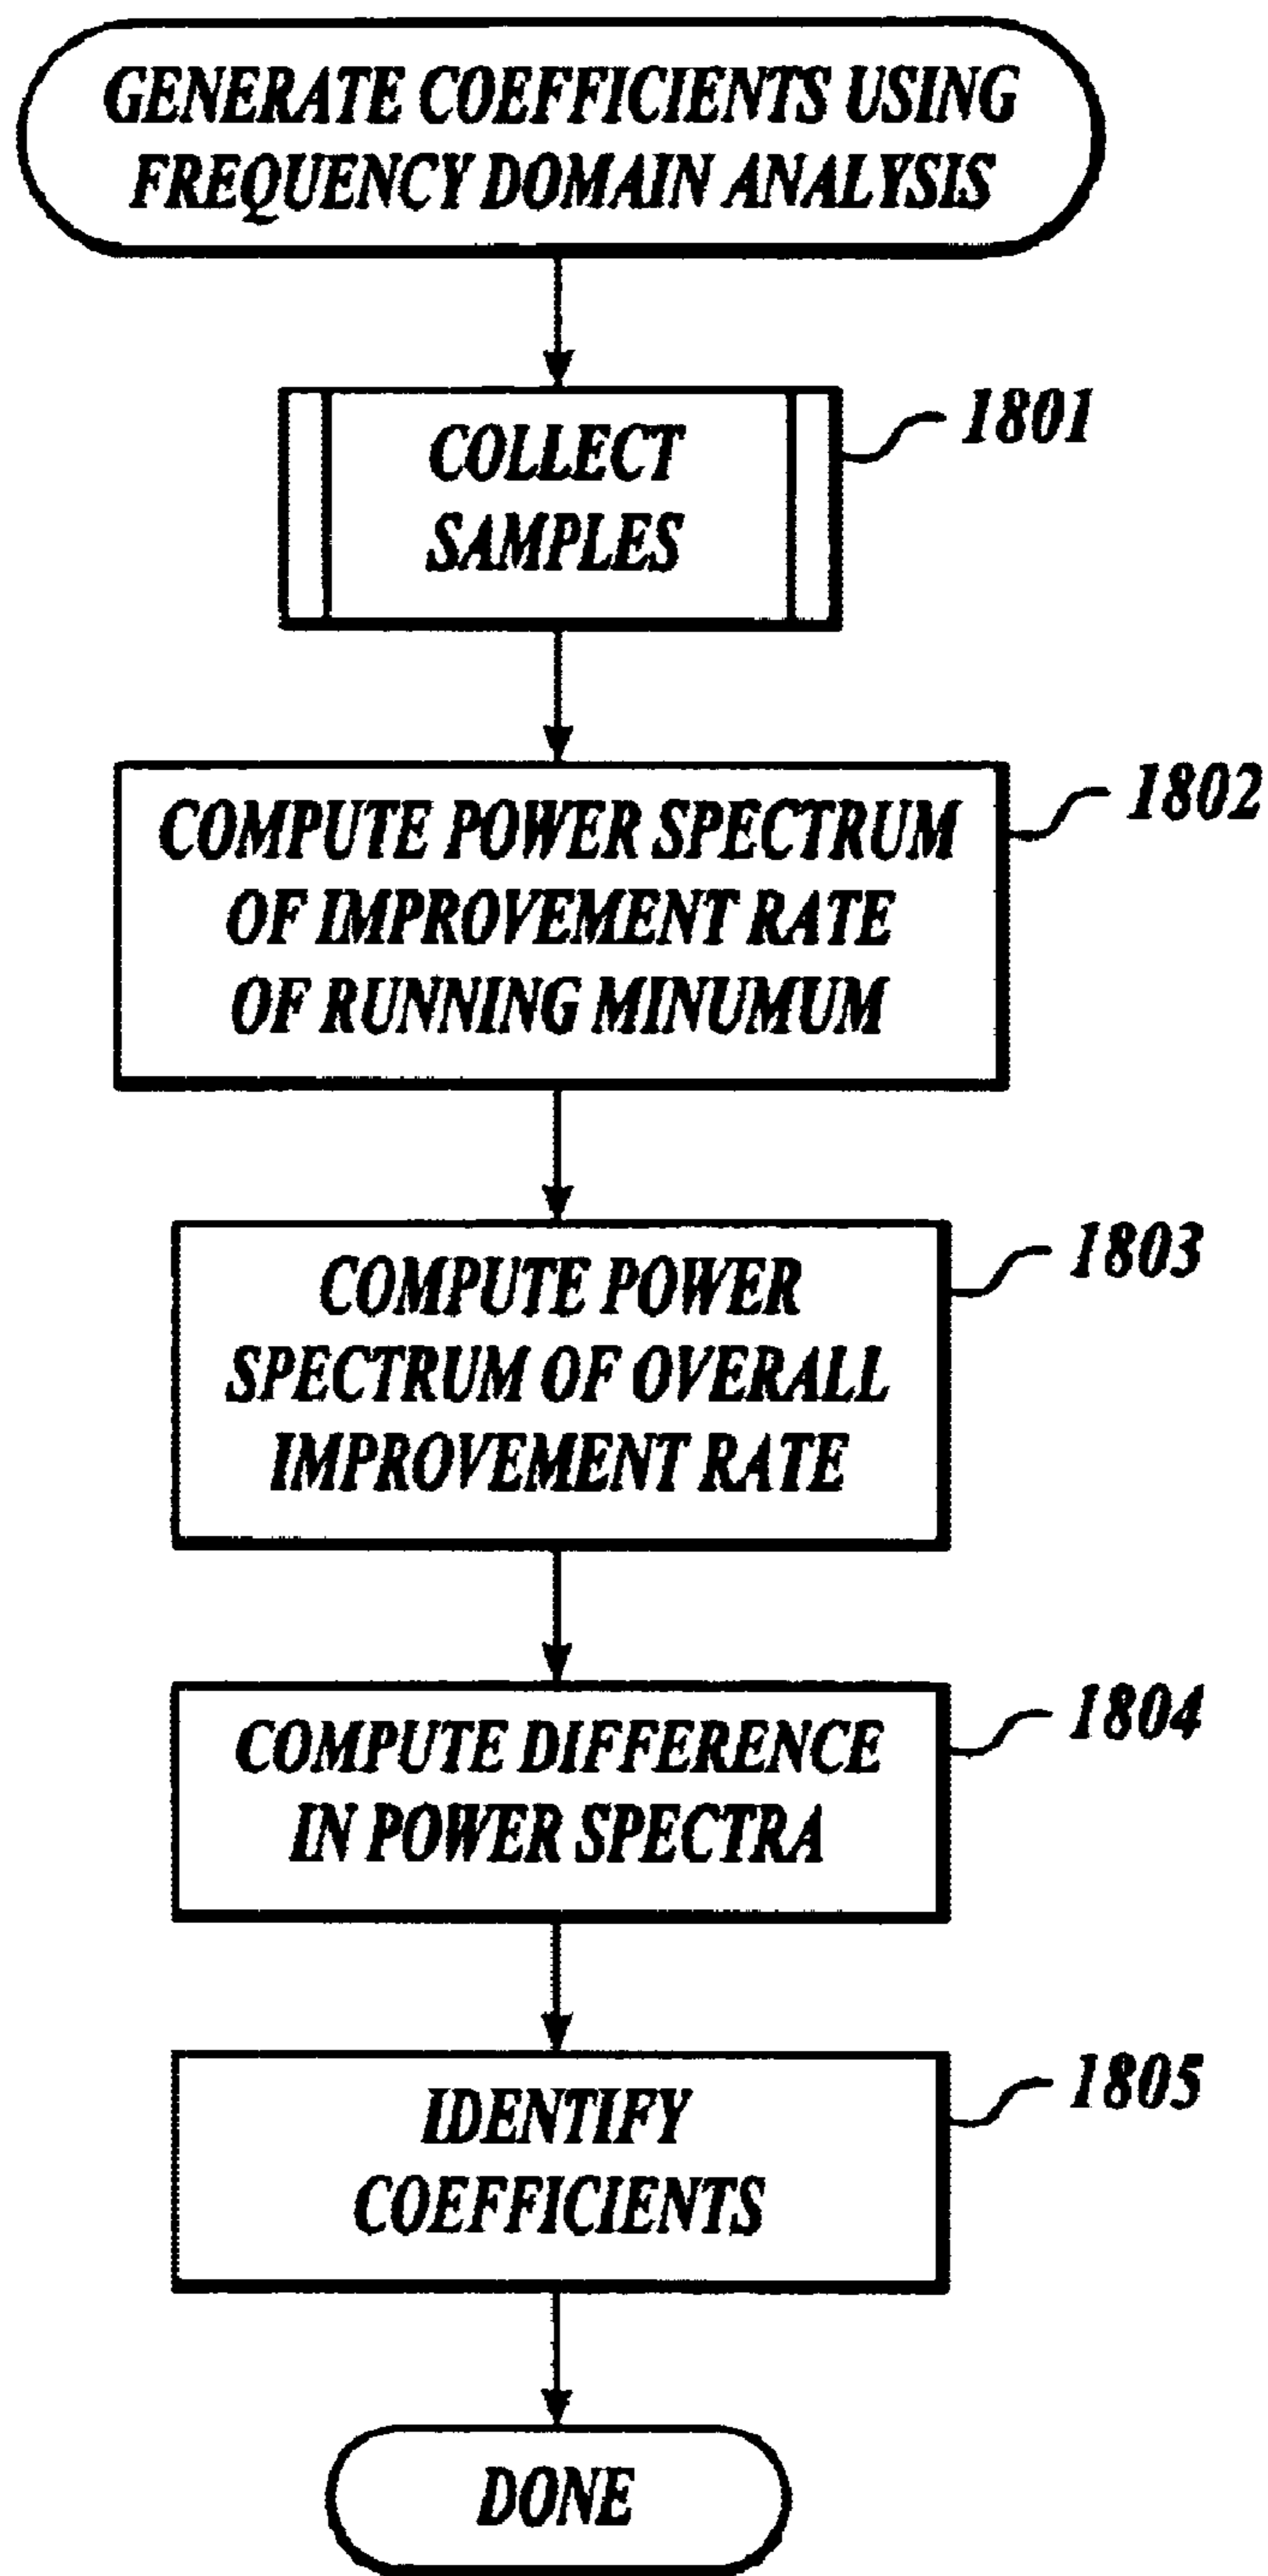 GENERATE COEFFICIENTS USING
FREQUENCY DOMAIN ANALYSIS
COLLECT
SAMPLES
1801
COMPUTE POWER SPECTRUM
OF IMPROVEMENT RATE
OF RUNNING MINUMUM
1802
COMPUTE POWER
SPECTRUM OF OVERALL
IMPROVEMENT RATE
1803
COMPUTE DIFFERENCE
IN POWER SPECTRA
1804
IDENTIFY
COEFFICIENTS
1805
DONE